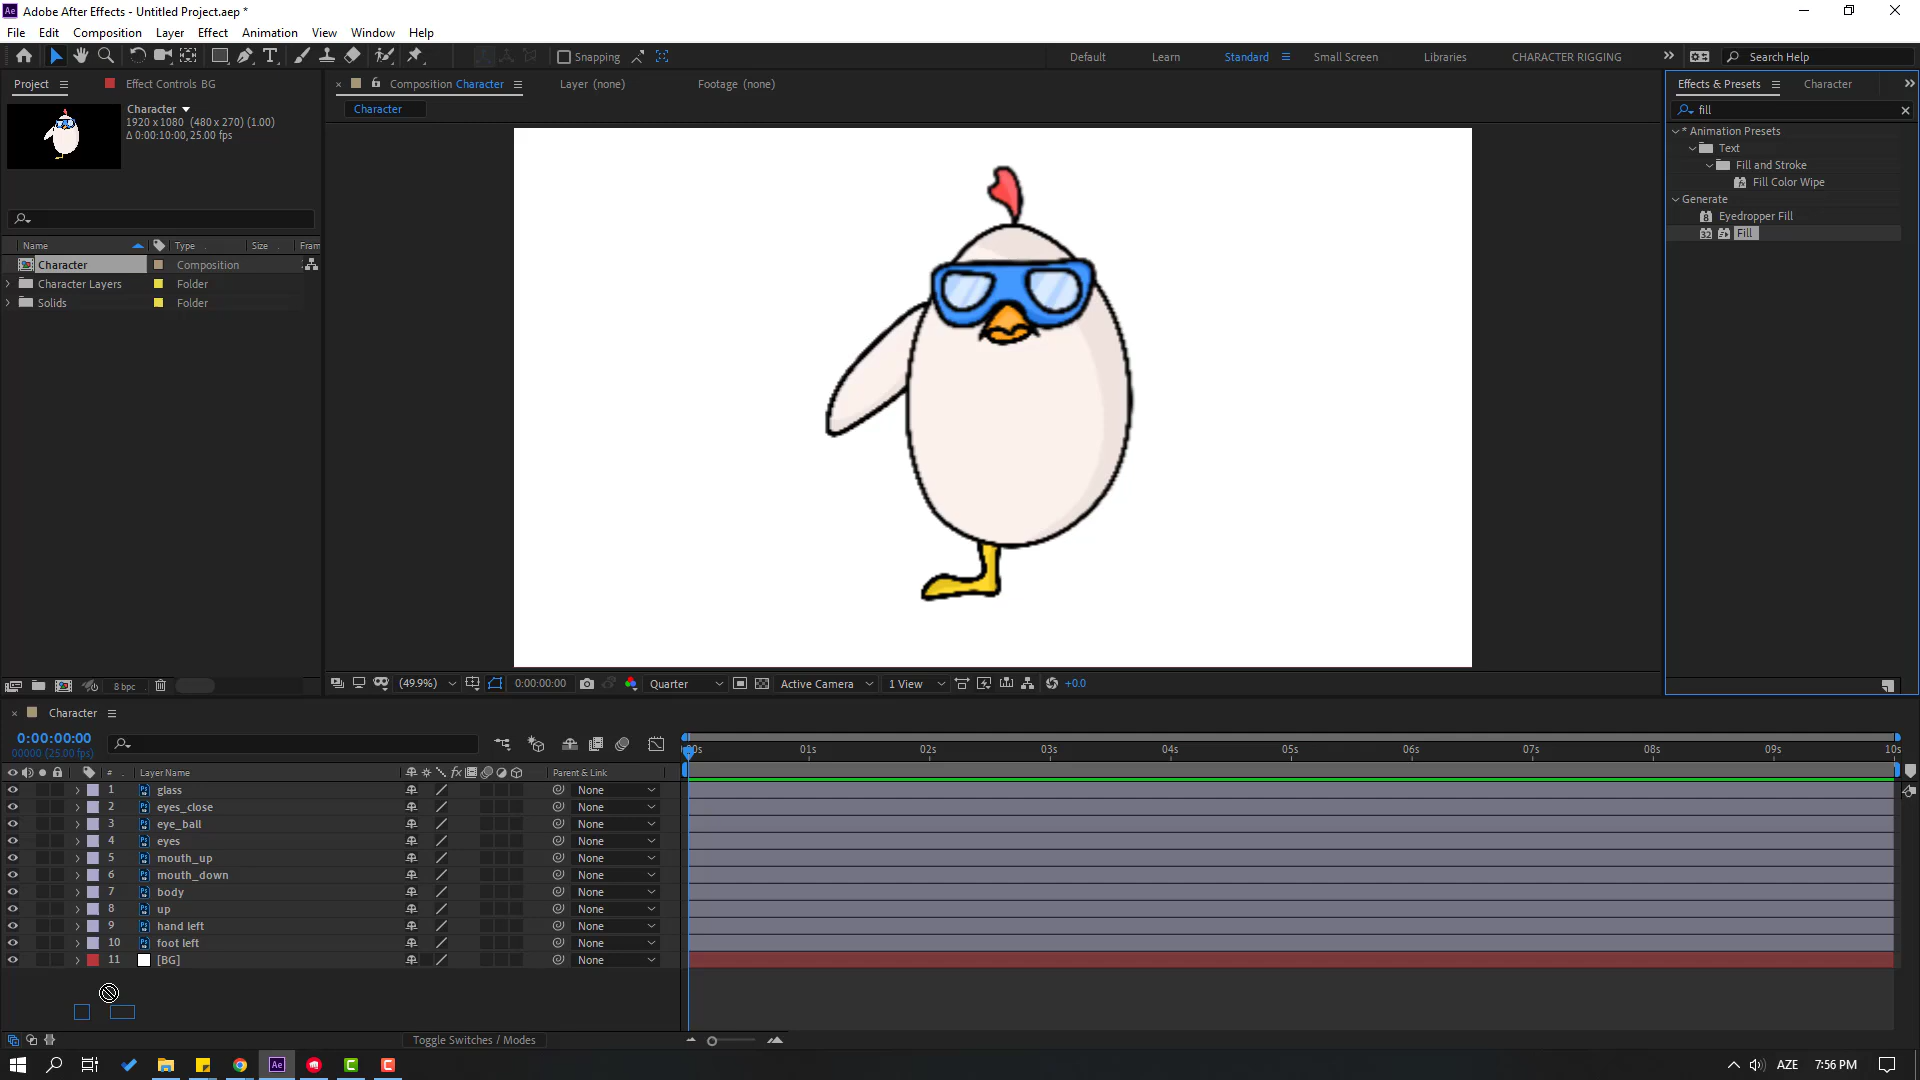 Ae Adobe After Effects - Untitled Project.aep *
File Edit Composition Layer Effect Animation View Window Help
Snapping
Default Learn Standard Small Screen Libraries CHARACTER RIGGING Search Help
Project Effect Controls BG
Composition Character Layer (none) Footage (none)
Effects & Presets Character
Character
1920 x 1080 (480 x 270) (1.00)
Δ 0:00:10:00, 25.00 fps
Character
fill
* Animation Presets
Text
Fill and Stroke
Fill Color Wipe
Generate
Eyedropper Fill
Fill
Name Type Size Fram
Character Composition
Character Layers Folder
Solids Folder
8 bpc
(49.9%) 0:00:00:00 Quarter Active Camera 1 View +0.0
Character
0:00:00:00
00000 (25.00 fps)
00s 01s 02s 03s 04s 05s 06s 07s 08s 09s 10s
# Layer Name fx Parent & Link
1 glass None
2 eyes_close None
3 eye_ball None
4 eyes None
5 mouth_up None
6 mouth_down None
7 body None
8 up None
9 hand left None
10 foot left None
11 [BG] None
Toggle Switches / Modes
Ae AZE 7:56 PM